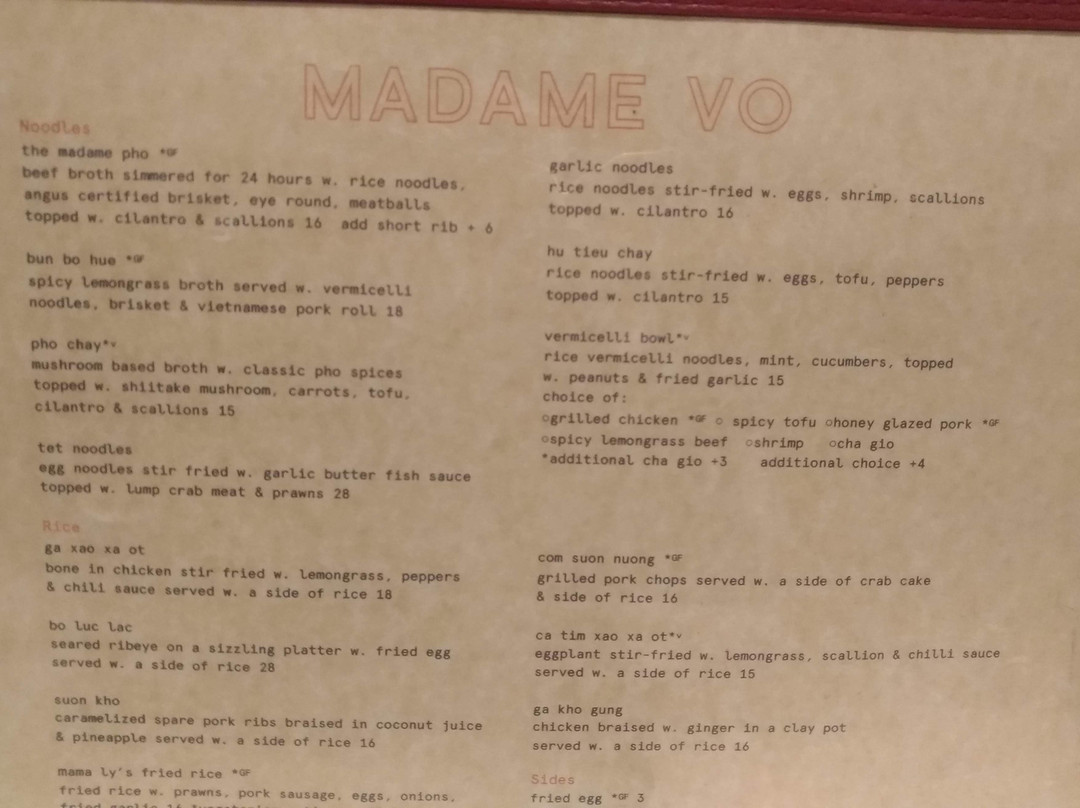 MADAME VO
Noodles
the madame pho *GF
beef broth simmered for 24 hours w. rice noodles,
angus certified brisket, eye round, meatballs
topped w. cilantro & scallions 16  add short rib + 6
bun bo hue *GF
spicy lemongrass broth served w. vermicelli
noodles, brisket & vietnamese pork roll 18
pho chay*v
mushroom based broth w. classic pho spices
topped w. shiitake mushroom, carrots, tofu,
cilantro & scallions 15
tet noodles
egg noodles stir fried w. garlic butter fish sauce
topped w. lump crab meat & prawns 28
garlic noodles
rice noodles stir-fried w. eggs, shrimp, scallions
topped w. cilantro 16
hu tieu chay
rice noodles stir-fried w. eggs, tofu, peppers
topped w. cilantro 15
vermicelli bowl*v
rice vermicelli noodles, mint, cucumbers, topped
w. peanuts & fried garlic 15
choice of:
○grilled chicken *GF ○ spicy tofu ○honey glazed pork *GF
○spicy lemongrass beef ○shrimp ○cha gio
*additional cha gio +3  additional choice +4
Rice
ga xao xa ot
bone in chicken stir fried w. lemongrass, peppers
& chili sauce served w. a side of rice 18
bo luc lac
seared ribeye on a sizzling platter w. fried egg
served w. a side of rice 28
suon kho
caramelized spare pork ribs braised in coconut juice
& pineapple served w. a side of rice 16
mama ly's fried rice *GF
fried rice w. prawns, pork sausage, eggs, onions,
fried garlic 16
com suon nuong *GF
grilled pork chops served w. a side of crab cake
& side of rice 16
ca tim xao xa ot*v
eggplant stir-fried w. lemongrass, scallion & chilli sauce
served w. a side of rice 15
ga kho gung
chicken braised w. ginger in a clay pot
served w. a side of rice 16
Sides
fried egg *GF 3